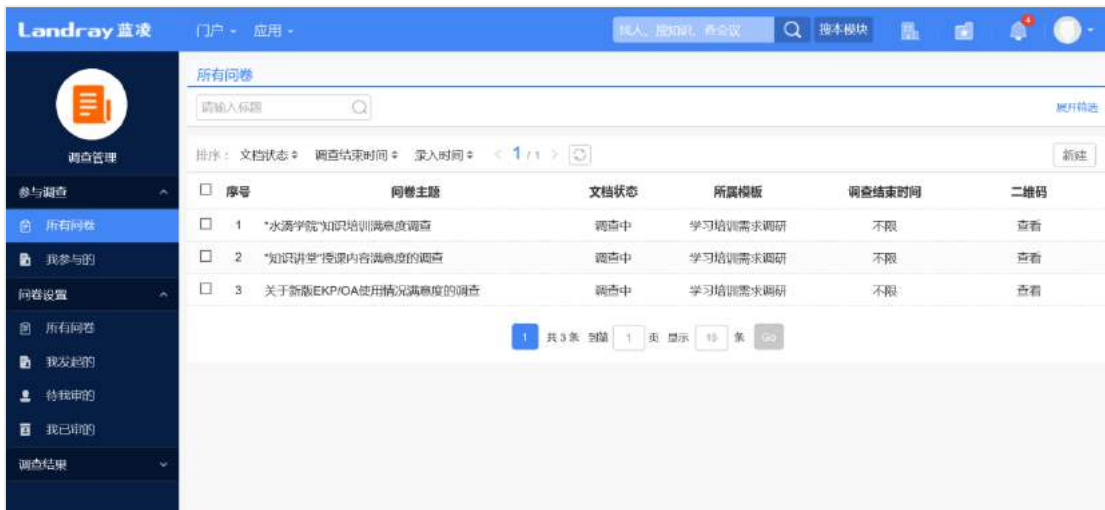 Landray 蓝凌 门户 应用 找人、搜知识、查会议 搜本模块 4
调查管理
参与调查
所有问卷
我参与的
问卷设置
所有问卷
我发起的
待我审的
我已审的
调查结果
所有问卷
请输入标题 展开筛选
排序： 文档状态 调查结束时间 录入时间 < 1 / 1 > 新建
序号 问卷主题 文档状态 所属模板 调查结束时间 二维码
1 "水滴学院"知识培训满意度调查 调查中 学习培训需求调研 不限 查看
2 "知识讲堂"授课内容满意度的调查 调查中 学习培训需求调研 不限 查看
3 关于新版EKP/OA使用情况满意度的调查 调查中 学习培训需求调研 不限 查看
1 共 3 条 到第 1 页 显示 15 条 Go